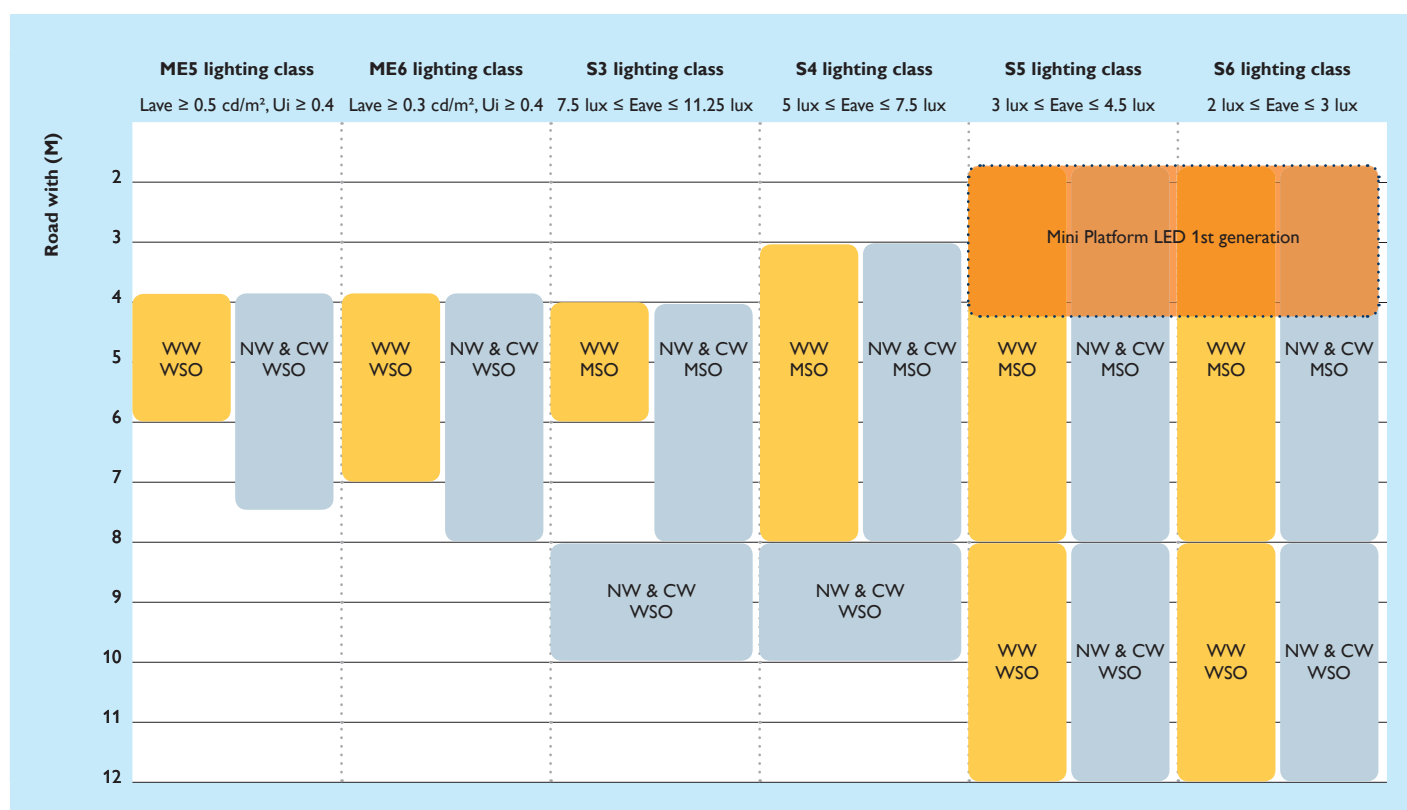 ME5 lighting class
Lave ≥ 0.5 cd/m², Ui ≥ 0.4
ME6 lighting class
Lave ≥ 0.3 cd/m², Ui ≥ 0.4
S3 lighting class
7.5 lux ≤ Eave ≤ 11.25 lux
S4 lighting class
5 lux ≤ Eave ≤ 7.5 lux
S5 lighting class
3 lux ≤ Eave ≤ 4.5 lux
S6 lighting class
2 lux ≤ Eave ≤ 3 lux
Road with (M)
2
3
4
5
6
7
8
9
10
11
12
Mini Platform LED 1st generation
WW
WSO
NW & CW
WSO
WW
WSO
NW & CW
WSO
WW
MSO
NW & CW
MSO
WW
MSO
NW & CW
MSO
WW
MSO
NW & CW
MSO
WW
MSO
NW & CW
MSO
NW & CW
WSO
NW & CW
WSO
WW
WSO
NW & CW
WSO
WW
WSO
NW & CW
WSO